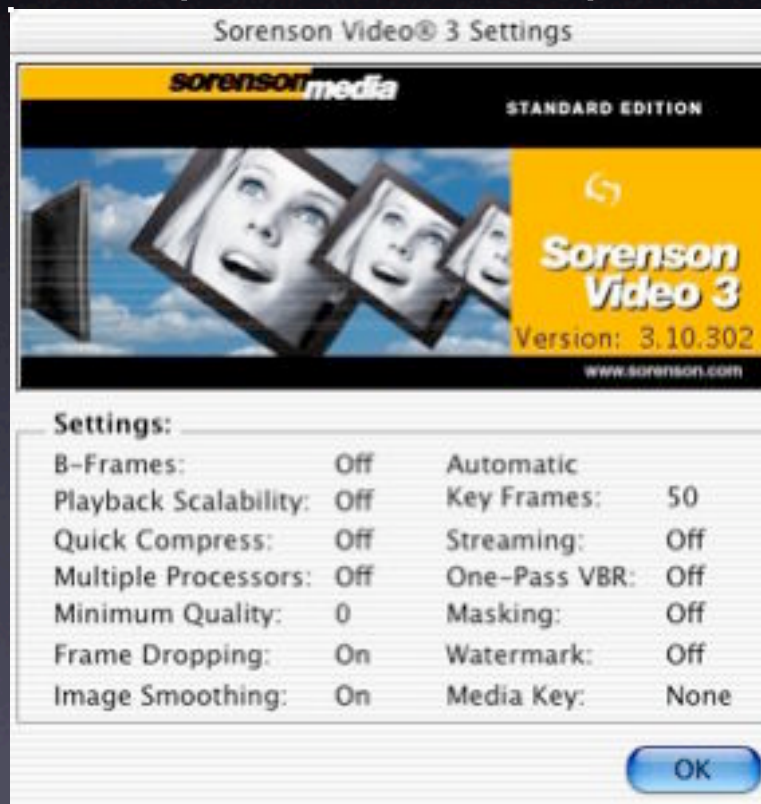 Sorenson Video® 3 Settings
sorensonmedia
STANDARD EDITION
Sorenson
Video 3
Version: 3.10.302
www.sorenson.com
Settings:
B-Frames: Off Automatic
Playback Scalability: Off Key Frames: 50
Quick Compress: Off Streaming: Off
Multiple Processors: Off One-Pass VBR: Off
Minimum Quality: 0 Masking: Off
Frame Dropping: On Watermark: Off
Image Smoothing: On Media Key: None
OK